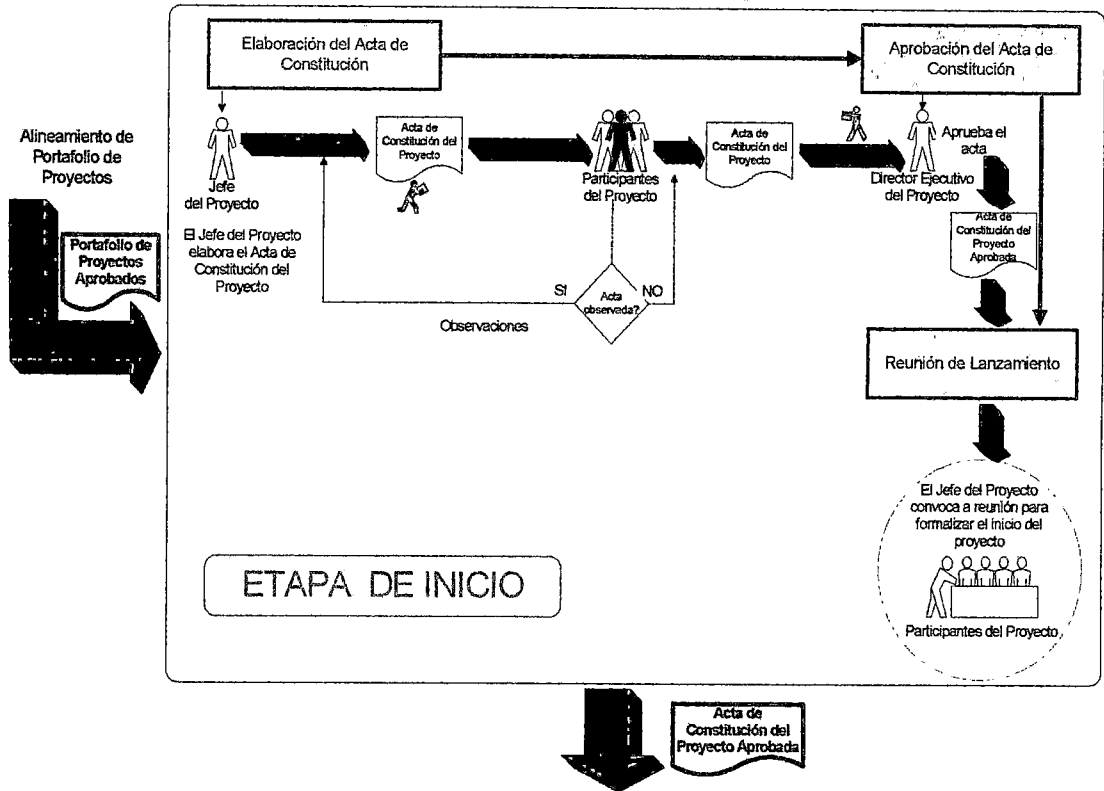 Elaboración del Acta de
Constitución
Aprobación del Acta de
Constitución
Alineamiento de
Portafolio de
Proyectos
Portafolio de
Proyectos
Aprobados
Jefe
del Proyecto
El Jefe del Proyecto
elabora el Acta de
Constitución del
Proyecto
Acta de
Constitución del
Proyecto
Participantes
del Proyecto
Acta de
Constitución del
Proyecto
Director Ejecutivo
del Proyecto
Aprueba el
acta
Acta de
Constitución del
Proyecto
Aprobada
SI
Acta
observada?
NO
Observaciones
Reunión de Lanzamiento
El Jefe del Proyecto
convoca a reunión para
formalizar el inicio del
proyecto
Participantes del Proyecto
ETAPA DE INICIO
Acta de
Constitución del
Proyecto Aprobada